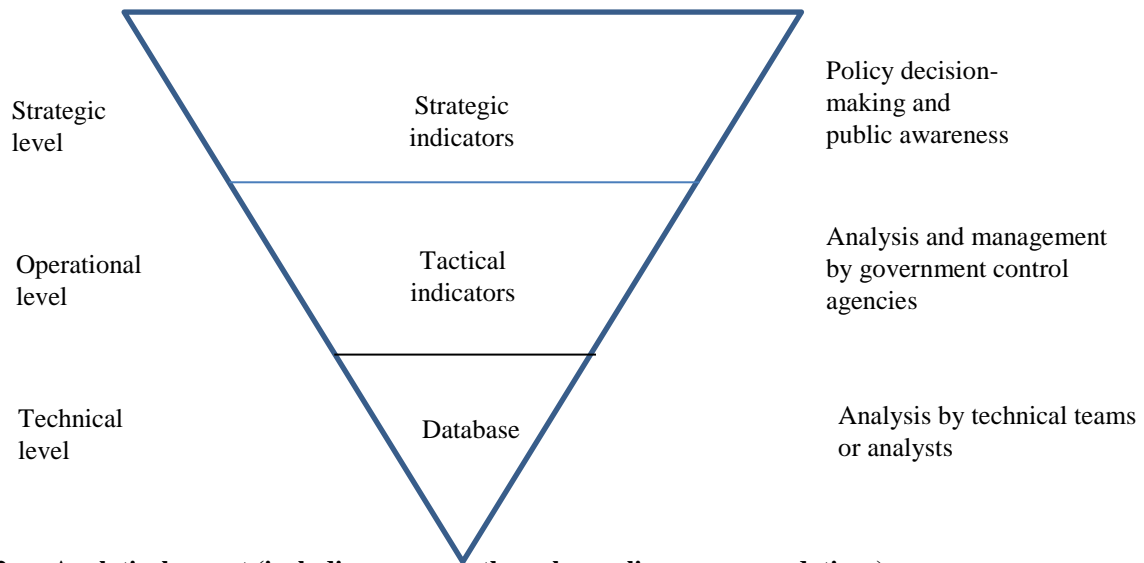 Strategic
level
Strategic
indicators
Policy decision-
making and
public awareness
Operational
level
Tactical
indicators
Analysis and management
by government control
agencies
Technical
level
Database
Analysis by technical teams
or analysts